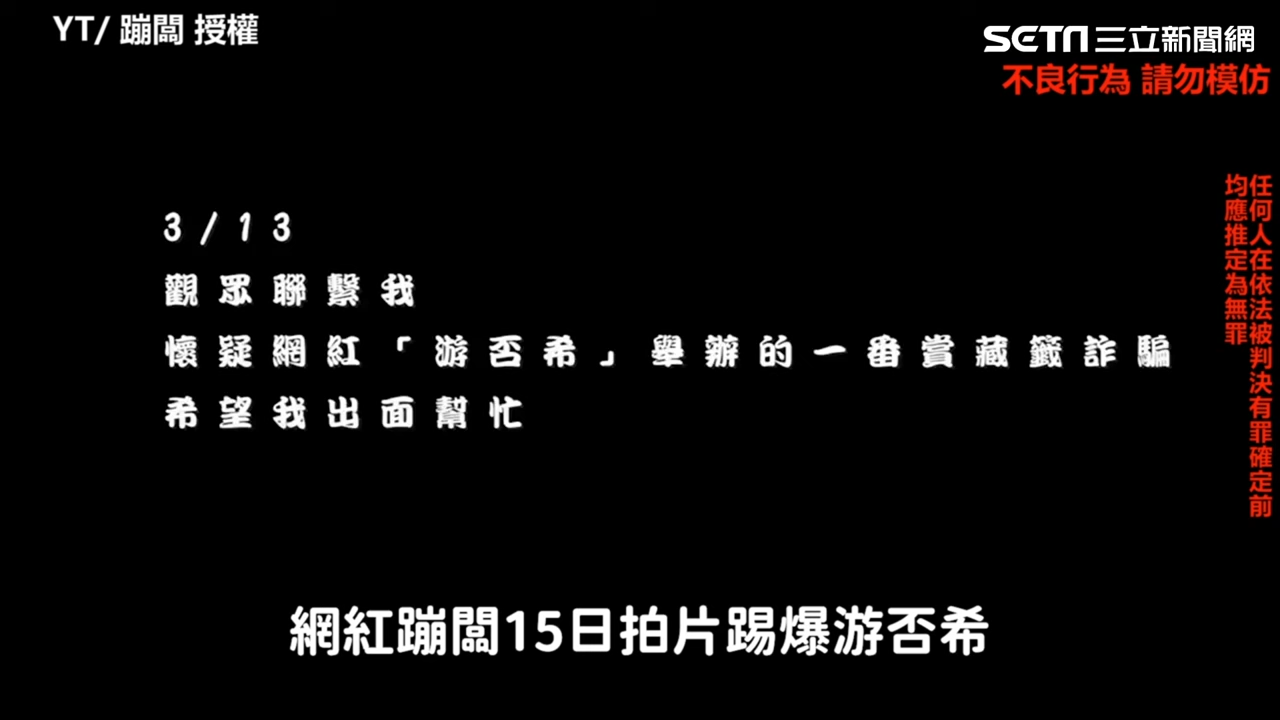 YT/ 蹦闆 授權
SETN三立新聞網
不良行為 請勿模仿
任何人在依法被判決有罪確定前
均應推定為無罪
3/13
觀眾聯繫我
懷疑網紅「游否希」舉辦的一番賞藏籤詐騙
希望我出面幫忙
網紅蹦闆15日拍片踢爆游否希